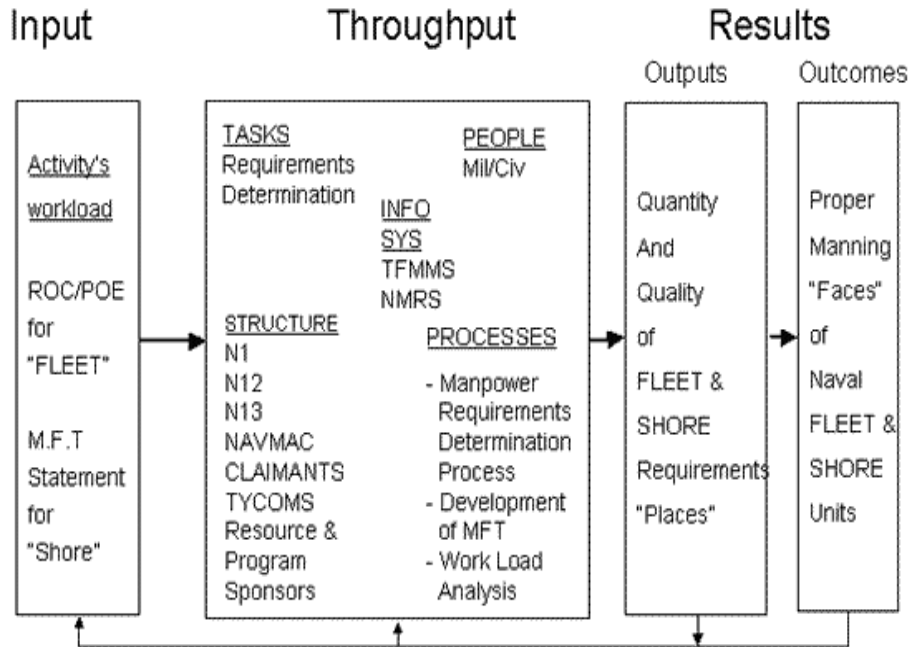 Input
Throughput
Results
Outputs
Outcomes
Activity's
workload
ROC/POE
for
"FLEET"
M.F.T
Statement
for
"Shore"
TASKS
Requirements
Determination
PEOPLE
Mil/Civ
INFO
SYS
TFMMS
NMRS
STRUCTURE
N1
N12
N13
NAVMAC
CLAIMANTS
TYCOMS
Resource &
Program
Sponsors
PROCESSES
- Manpower
Requirements
Determination
Process
- Development
of MFT
- Work Load
Analysis
Quantity
And
Quality
of
FLEET &
SHORE
Requirements
"Places"
Proper
Manning
"Faces"
of
Naval
FLEET &
SHORE
Units